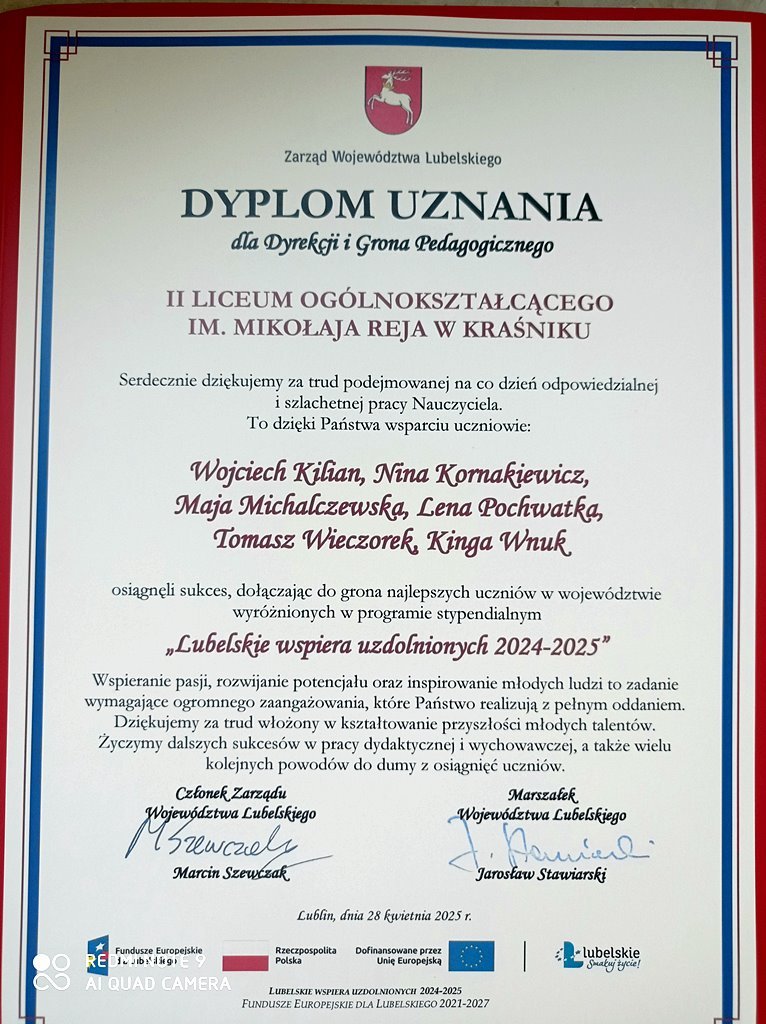 Zarząd Województwa Lubelskiego
DYPLOM UZNANIA
dla Dyrekcji i Grona Pedagogicznego
II LICEUM OGÓLNOKSZTAŁCĄCEGO
IM. MIKOŁAJA REJA W KRAŚNIKU
Serdecznie dziękujemy za trud podejmowanej na co dzień odpowiedzialnej
i szlachetnej pracy Nauczyciela.
To dzięki Państwa wsparciu uczniowie:
Wojciech Kilian, Nina Kornakiewicz,
Maja Michalczewska, Lena Pochwatka,
Tomasz Wieczorek, Kinga Wnuk
osiągnęli sukces, dołączając do grona najlepszych uczniów w województwie
wyróżnionych w programie stypendialnym
„Lubelskie wspiera uzdolnionych 2024-2025”
Wspieranie pasji, rozwijanie potencjału oraz inspirowanie młodych ludzi to zadanie
wymagające ogromnego zaangażowania, które Państwo realizują z pełnym oddaniem.
Dziękujemy za trud włożony w kształtowanie przyszłości młodych talentów.
Życzymy dalszych sukcesów w pracy dydaktycznej i wychowawczej, a także wielu
kolejnych powodów do dumy z osiągnięć uczniów.
Członek Zarządu
Województwa Lubelskiego
M Szewczak
Marcin Szewczak
Marszałek
Województwa Lubelskiego
J. Stawiarski
Jarosław Stawiarski
Lublin, dnia 28 kwietnia 2025 r.
Fundusze Europejskie
dla Lubelskiego
Rzeczpospolita
Polska
Dofinansowane przez
Unię Europejską
lubelskie
Smakuj życie!
REDMI NOTE 9
AI QUAD CAMERA
LUBELSKIE WSPIERA UZDOLNIONYCH 2024-2025
FUNDUSZE EUROPEJSKIE DLA LUBELSKIEGO 2021-2027